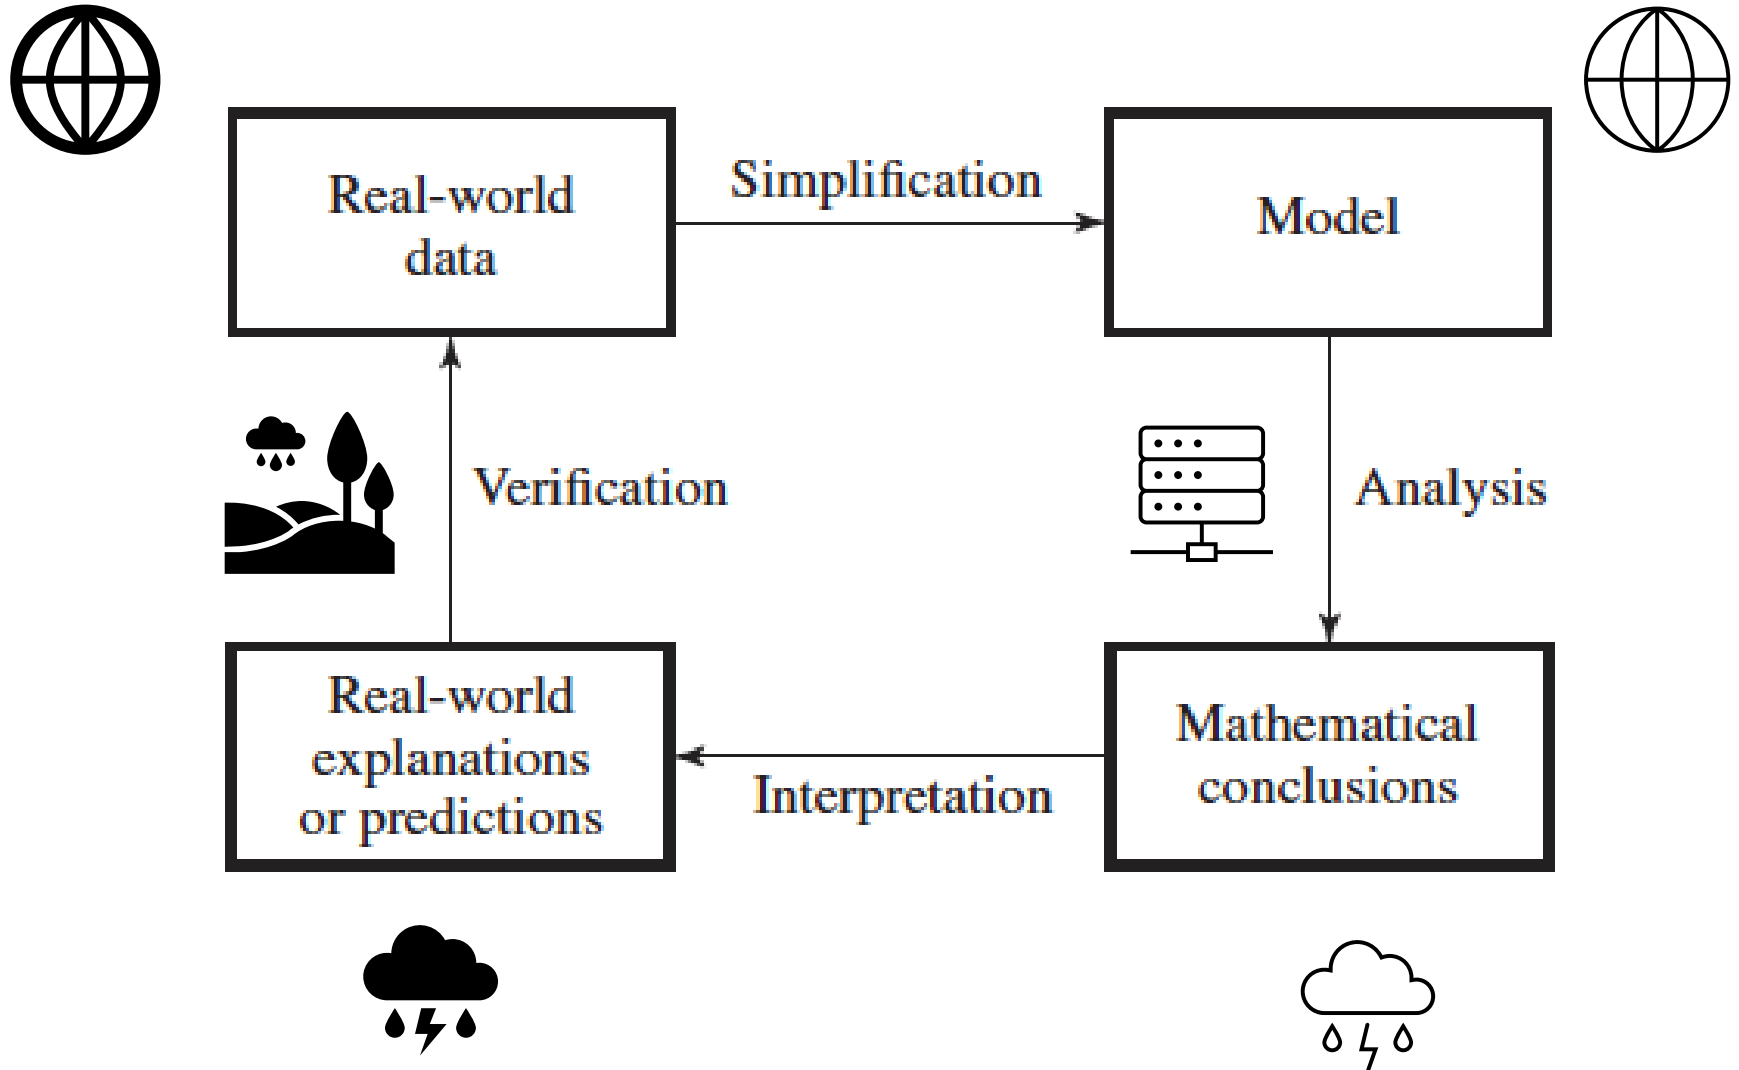 Real-world
data
Simplification
Model
Verification
Analysis
Real-world
explanations
or predictions
Interpretation
Mathematical
conclusions